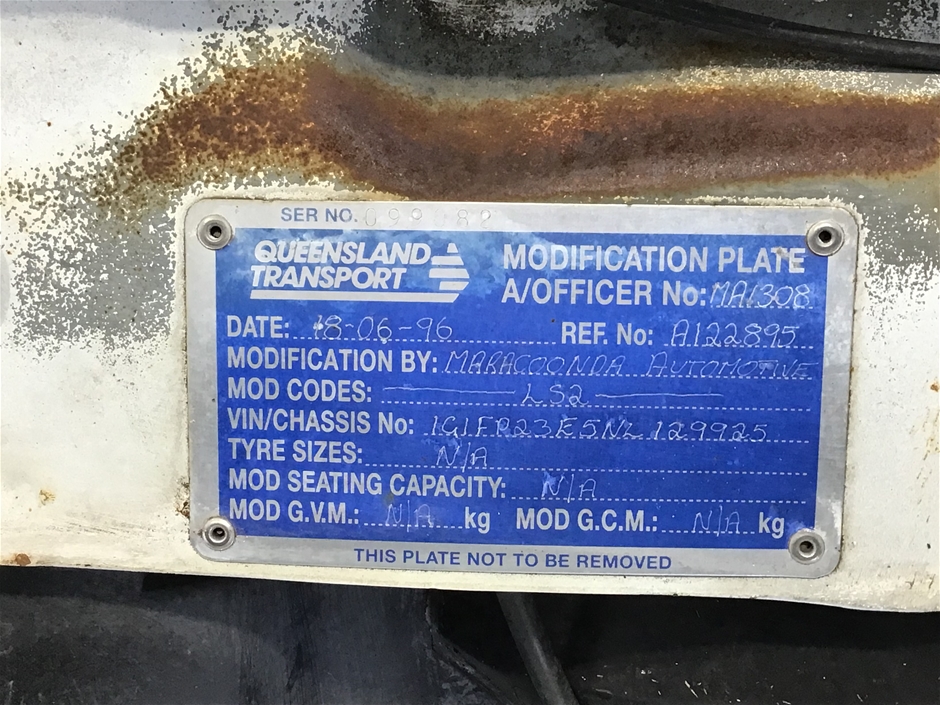 SER NO.
QUEENSLAND TRANSPORT
MODIFICATION PLATE
A/OFFICER No: MA1308
DATE: 18-06-96 REF. No: A122895
MODIFICATION BY: MARACOONDA AUTOMOTIVE
MOD CODES: LS2
VIN/CHASSIS No: 1G1FP23E5NL129925
TYRE SIZES: N/A
MOD SEATING CAPACITY: N/A
MOD G.V.M.: N/A kg MOD G.C.M.: N/A kg
THIS PLATE NOT TO BE REMOVED